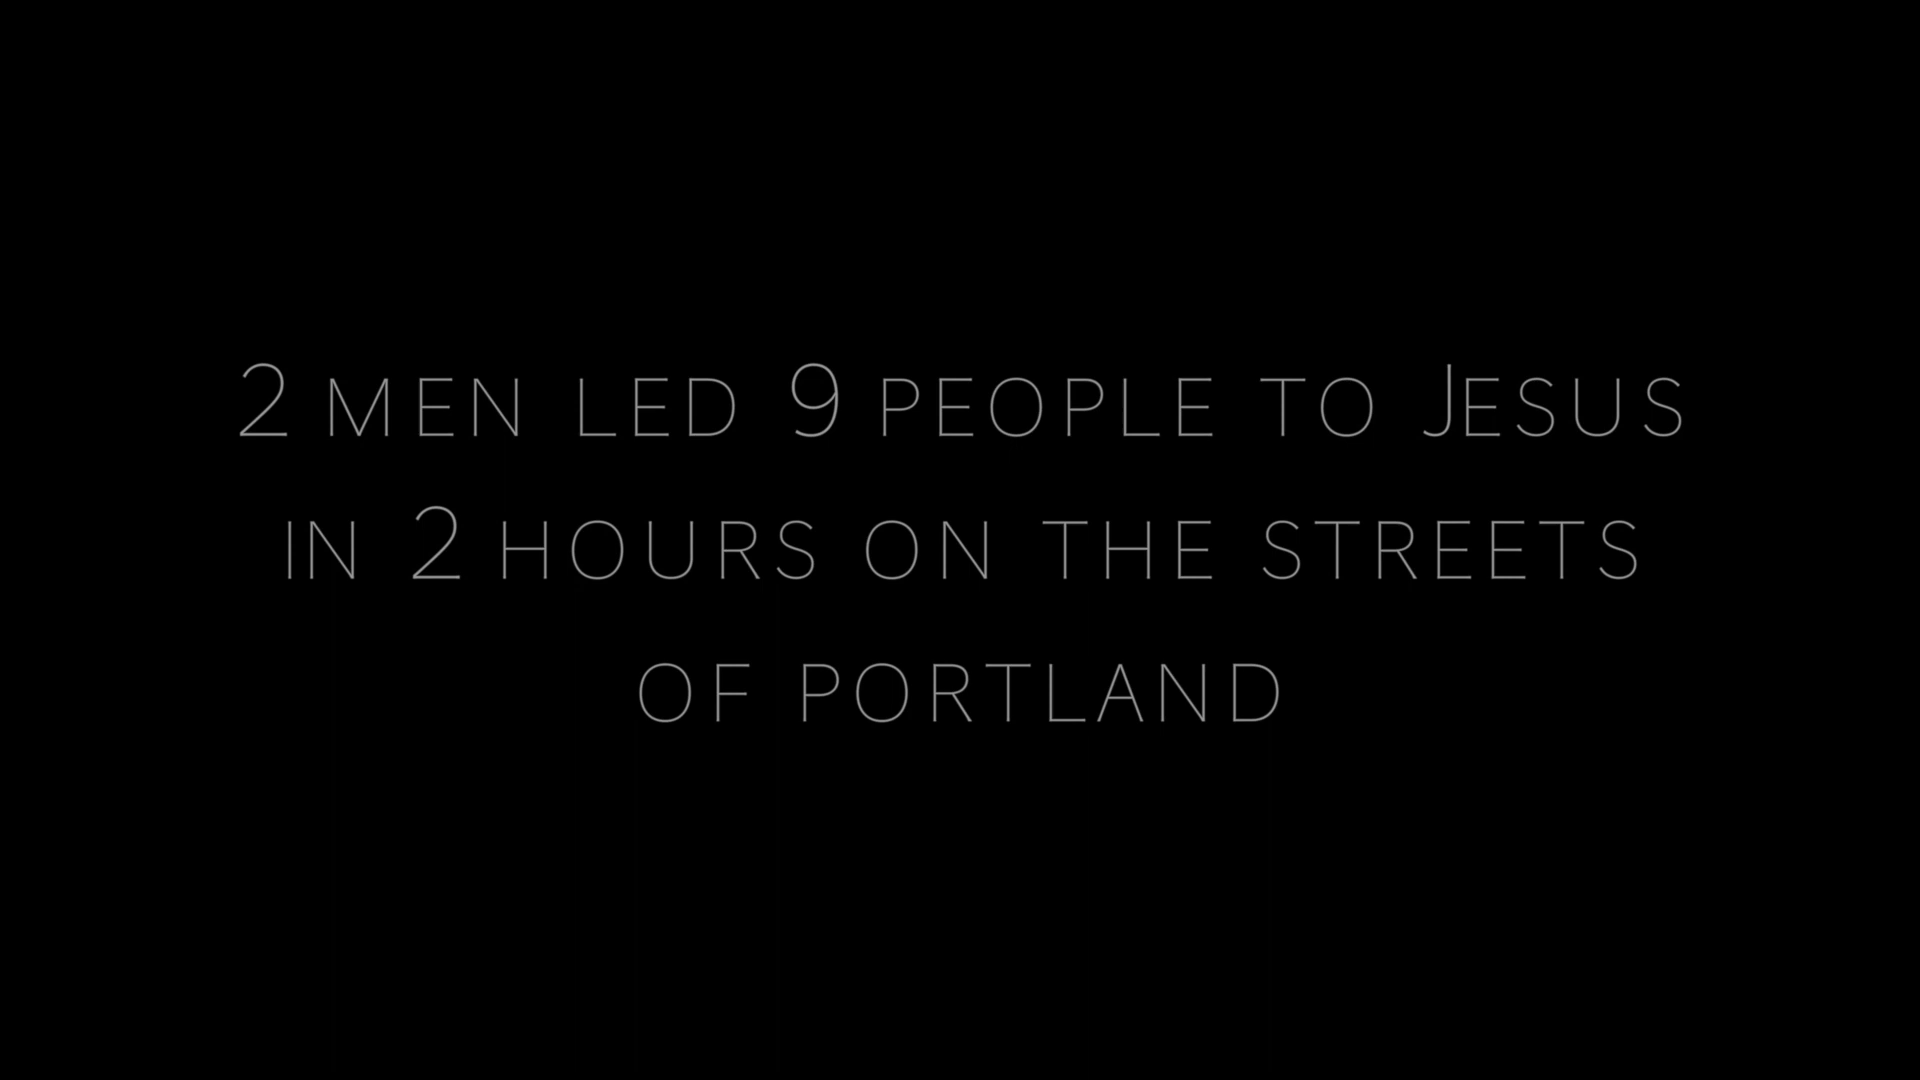 2 men led 9 people to Jesus
in 2 hours on the streets
of portland